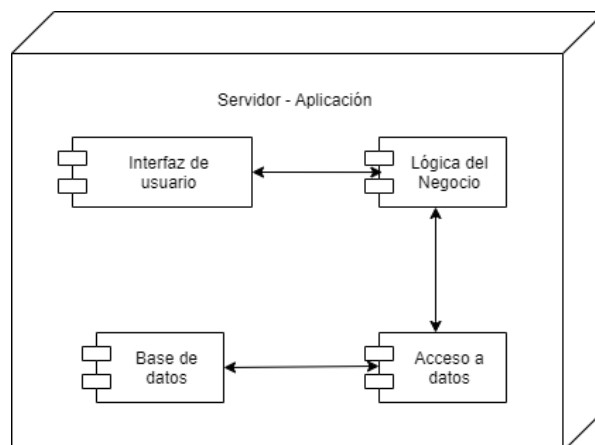 Servidor - Aplicación
Interfaz de
usuario
Lógica del
Negocio
Base de
datos
Acceso a
datos